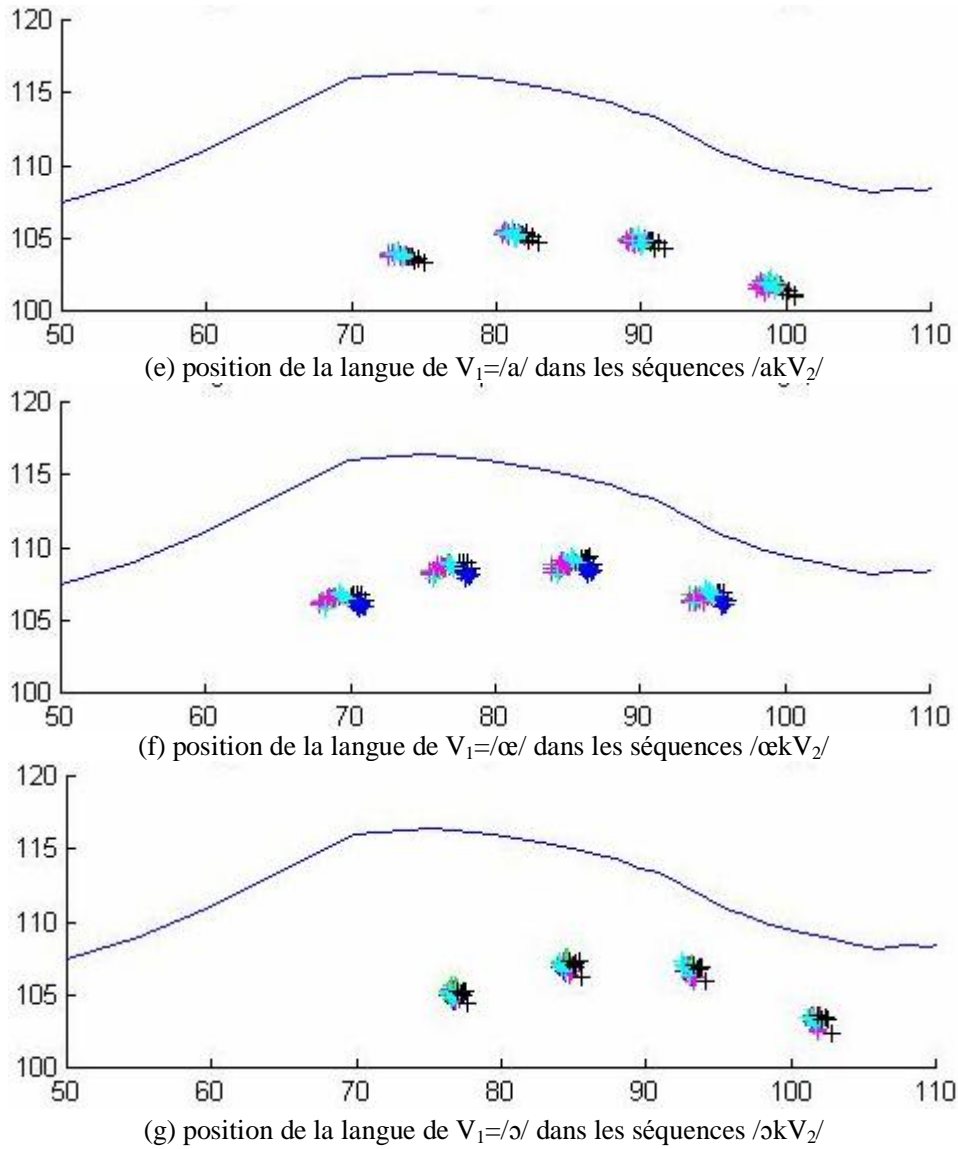 120
115
110
105
100
50 60 70 80 90 100 110
(e) position de la langue de V₁=/a/ dans les séquences /akV₂/
120
115
110
105
100
50 60 70 80 90 100 110
(f) position de la langue de V₁=/œ/ dans les séquences /œkV₂/
120
115
110
105
100
50 60 70 80 90 100 110
(g) position de la langue de V₁=/ɔ/ dans les séquences /ɔkV₂/